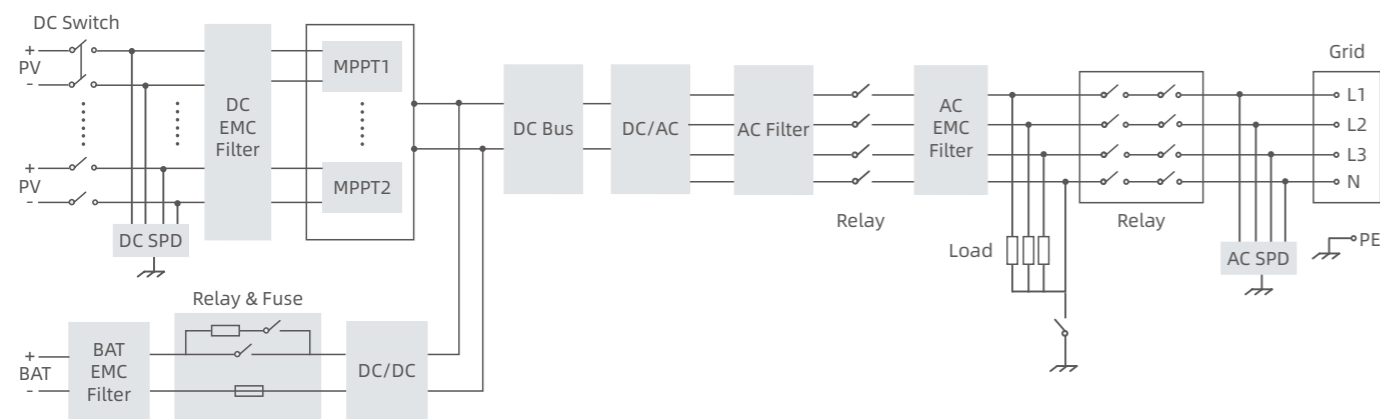 DC Switch
+
PV
-
+
PV
-
DC SPD
DC
EMC
Filter
MPPT1
MPPT2
DC Bus
DC/AC
AC Filter
Relay
AC
EMC
Filter
Load
Relay
Grid
L1
L2
L3
N
PE
AC SPD
Relay & Fuse
+
BAT
-
BAT
EMC
Filter
DC/DC